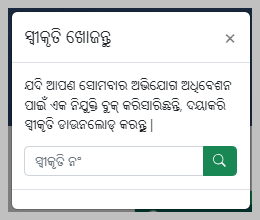 ସ୍ୱୀକୃତି ଖୋଜନ୍ତୁ
ଯଦି ଆପଣ ସୋମବାର ଅଭିଯୋଗ ଅଧିବେଶନ
ପାଇଁ ଏକ ନିଯୁକ୍ତି ବୁକ୍ କରିସାରିଛନ୍ତି, ଦୟାକରି
ସ୍ୱୀକୃତି ଡାଉନଲୋଡ୍ କରନ୍ତୁ |
ସ୍ୱୀକୃତି ନଂ